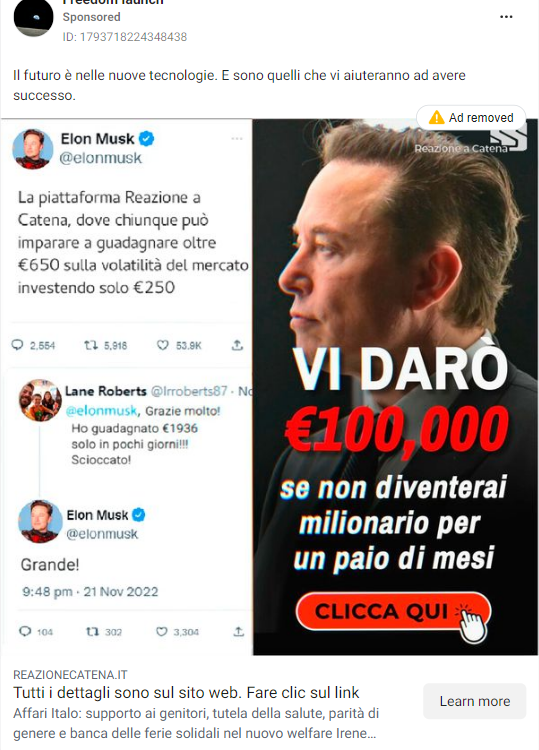 Freedom launch
Sponsored
ID: 1793718224348438
Il futuro è nelle nuove tecnologie. E sono quelli che vi aiuteranno ad avere
successo.
Ad removed
Elon Musk
@elonmusk
La piattaforma Reazione a
Catena, dove chiunque può
imparare a guadagnare oltre
€650 sulla volatilità del mercato
investendo solo €250
2,554 5,918 53.9K
Lane Roberts @lrroberts87 · No
@elonmusk, Grazie molto!
Ho guadagnato €1936
solo in pochi giorni!!!
Scioccato!
Elon Musk
@elonmusk
Grande!
9:48 pm · 21 Nov 2022
104 302 3,304
Reazione a Catena
VI DARÒ
€100,000
se non diventerai
milionario per
un paio di mesi
CLICCA QUI
REAZIONECATENA.IT
Tutti i dettagli sono sul sito web. Fare clic sul link
Affari Italo: supporto ai genitori, tutela della salute, parità di
genere e banca delle ferie solidali nel nuovo welfare Irene...
Learn more